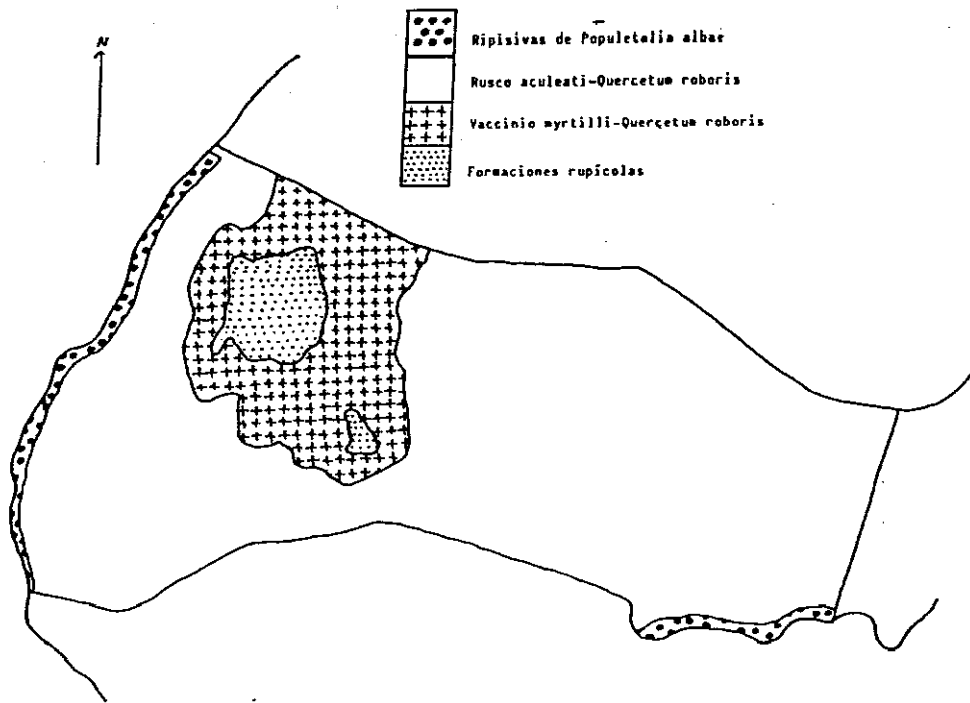 N
Ripisivas de Populetalia albae
Rusco aculeati-Quercetum roboris
Vaccinio myrtilli-Quercetum roboris
Formaciones rupícolas